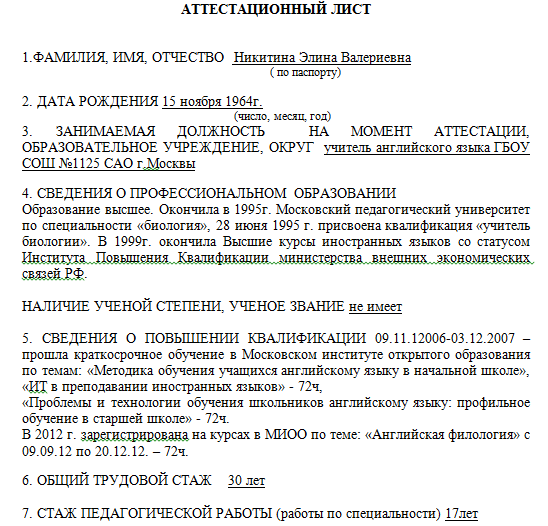 АТТЕСТАЦИОННЫЙ ЛИСТ
1.ФАМИЛИЯ, ИМЯ, ОТЧЕСТВО Никитина Элина Валериевна
( по паспорту)
2. ДАТА РОЖДЕНИЯ 15 ноября 1964г.
(число, месяц, год)
3. ЗАНИМАЕМАЯ ДОЛЖНОСТЬ НА МОМЕНТ АТТЕСТАЦИИ,
ОБРАЗОВАТЕЛЬНОЕ УЧРЕЖДЕНИЕ, ОКРУГ учитель английского языка ГБОУ
СОШ №1125 САО г.Москвы
4. СВЕДЕНИЯ О ПРОФЕССИОНАЛЬНОМ ОБРАЗОВАНИИ
Образование высшее. Окончила в 1995г. Московский педагогический университет
по специальности «биология», 28 июня 1995 г. присвоена квалификация «учитель
биологии». В 1999г. окончила Высшие курсы иностранных языков со статусом
Института Повышения Квалификации министерства внешних экономических
связей РФ.
НАЛИЧИЕ УЧЕНОЙ СТЕПЕНИ, УЧЕНОЕ ЗВАНИЕ не имеет
5. СВЕДЕНИЯ О ПОВЫШЕНИИ КВАЛИФИКАЦИИ 09.11.12006-03.12.2007 –
прошла краткосрочное обучение в Московском институте открытого образования
по темам: «Методика обучения учащихся английскому языку в начальной школе»,
«ИТ в преподавании иностранных языков» - 72ч,
«Проблемы и технологии обучения школьников английскому языку: профильное
обучение в старшей школе» - 72ч.
В 2012 г. зарегистрирована на курсах в МИОО по теме: «Английская филология» с
09.09.12 по 20.12.12. – 72ч.
6. ОБЩИЙ ТРУДОВОЙ СТАЖ 30 лет
7. СТАЖ ПЕДАГОГИЧЕСКОЙ РАБОТЫ (работы по специальности) 17лет